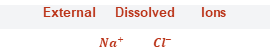 External Dissolved Ions
Na⁺ Cl⁻